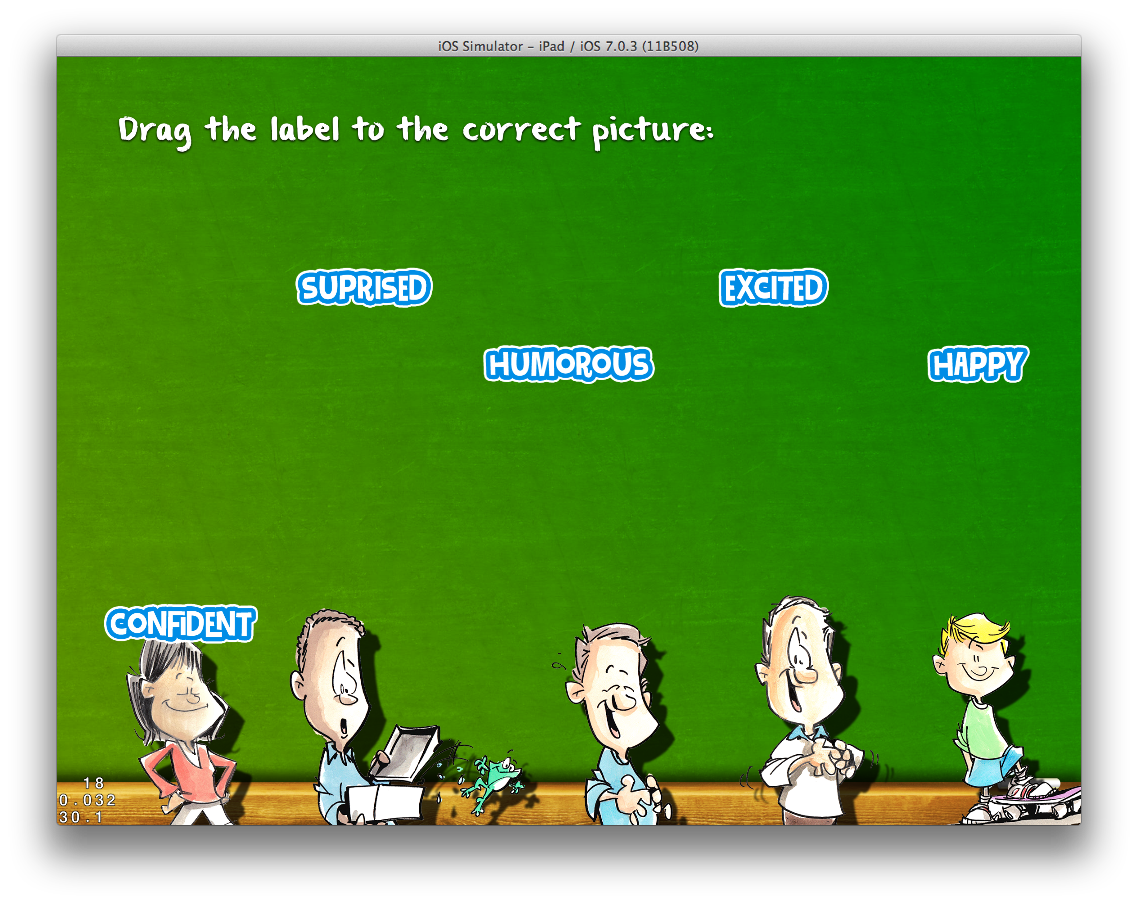 iOS Simulator – iPad / iOS 7.0.3 (11B508)
Drag the label to the correct picture:
SUPRISED
EXCITED
HUMOROUS
HAPPY
CONFIDENT
18
0.032
30.1